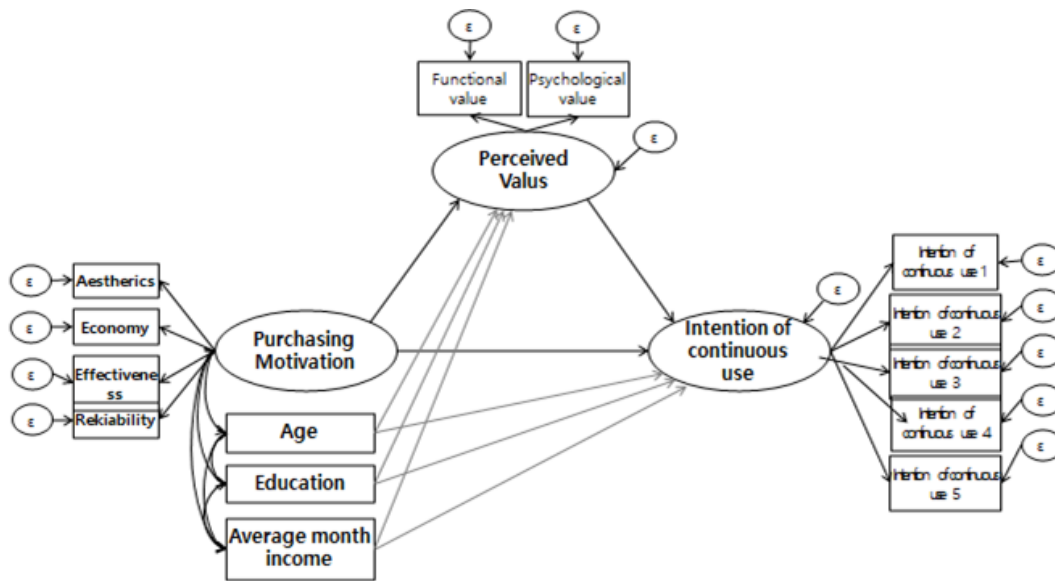 ε
ε
Functional
value
Psychological
value
ε
Perceived
Valus
ε
Aestherics
ε
Economy
ε
Effectivene
ss
ε
Rekiability
Purchasing
Motivation
ε
Intention of
continuous
use
Intention of
continuous use 1
ε
Intention of continuous
use 2
ε
Intention of continuous
use 3
ε
Intention of
continuous use 4
ε
Intention of continuous
use 5
ε
Age
Education
Average month
income